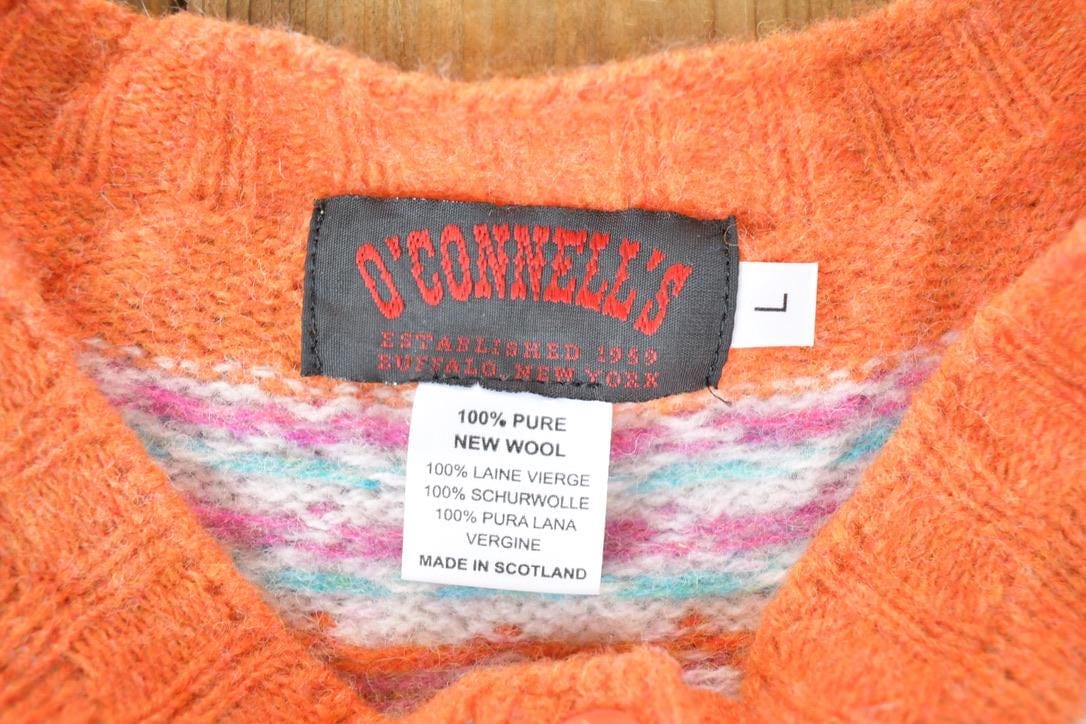 O'CONNELL'S
ESTABLISHED 1959
BUFFALO, NEW YORK
L
100% PURE
NEW WOOL
100% LAINE VIERGE
100% SCHURWOLLE
100% PURA LANA
VERGINE
MADE IN SCOTLAND